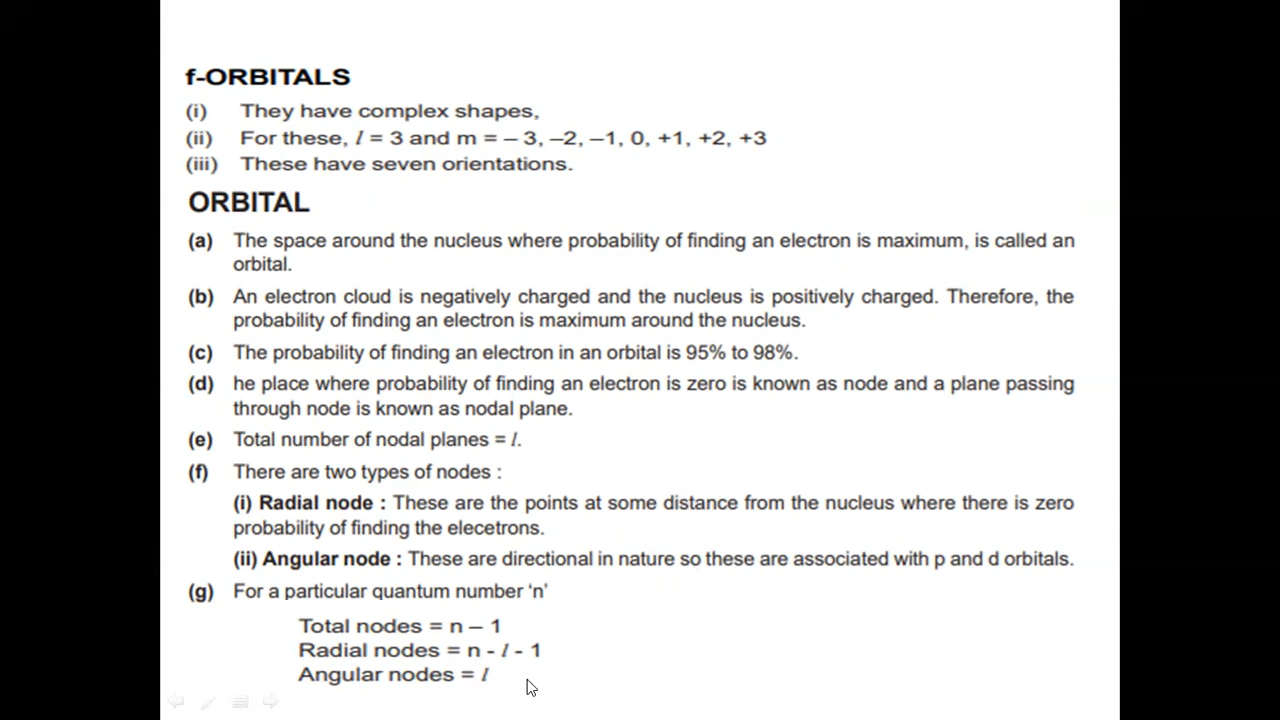 f-ORBITALS
(i) They have complex shapes,
(ii) For these, l = 3 and m = – 3, –2, –1, 0, +1, +2, +3
(iii) These have seven orientations.
ORBITAL
(a) The space around the nucleus where probability of finding an electron is maximum, is called an
orbital.
(b) An electron cloud is negatively charged and the nucleus is positively charged. Therefore, the
probability of finding an electron is maximum around the nucleus.
(c) The probability of finding an electron in an orbital is 95% to 98%.
(d) he place where probability of finding an electron is zero is known as node and a plane passing
through node is known as nodal plane.
(e) Total number of nodal planes = l.
(f) There are two types of nodes :
(i) Radial node : These are the points at some distance from the nucleus where there is zero
probability of finding the elecetrons.
(ii) Angular node : These are directional in nature so these are associated with p and d orbitals.
(g) For a particular quantum number ‘n’
Total nodes = n – 1
Radial nodes = n - l - 1
Angular nodes = l